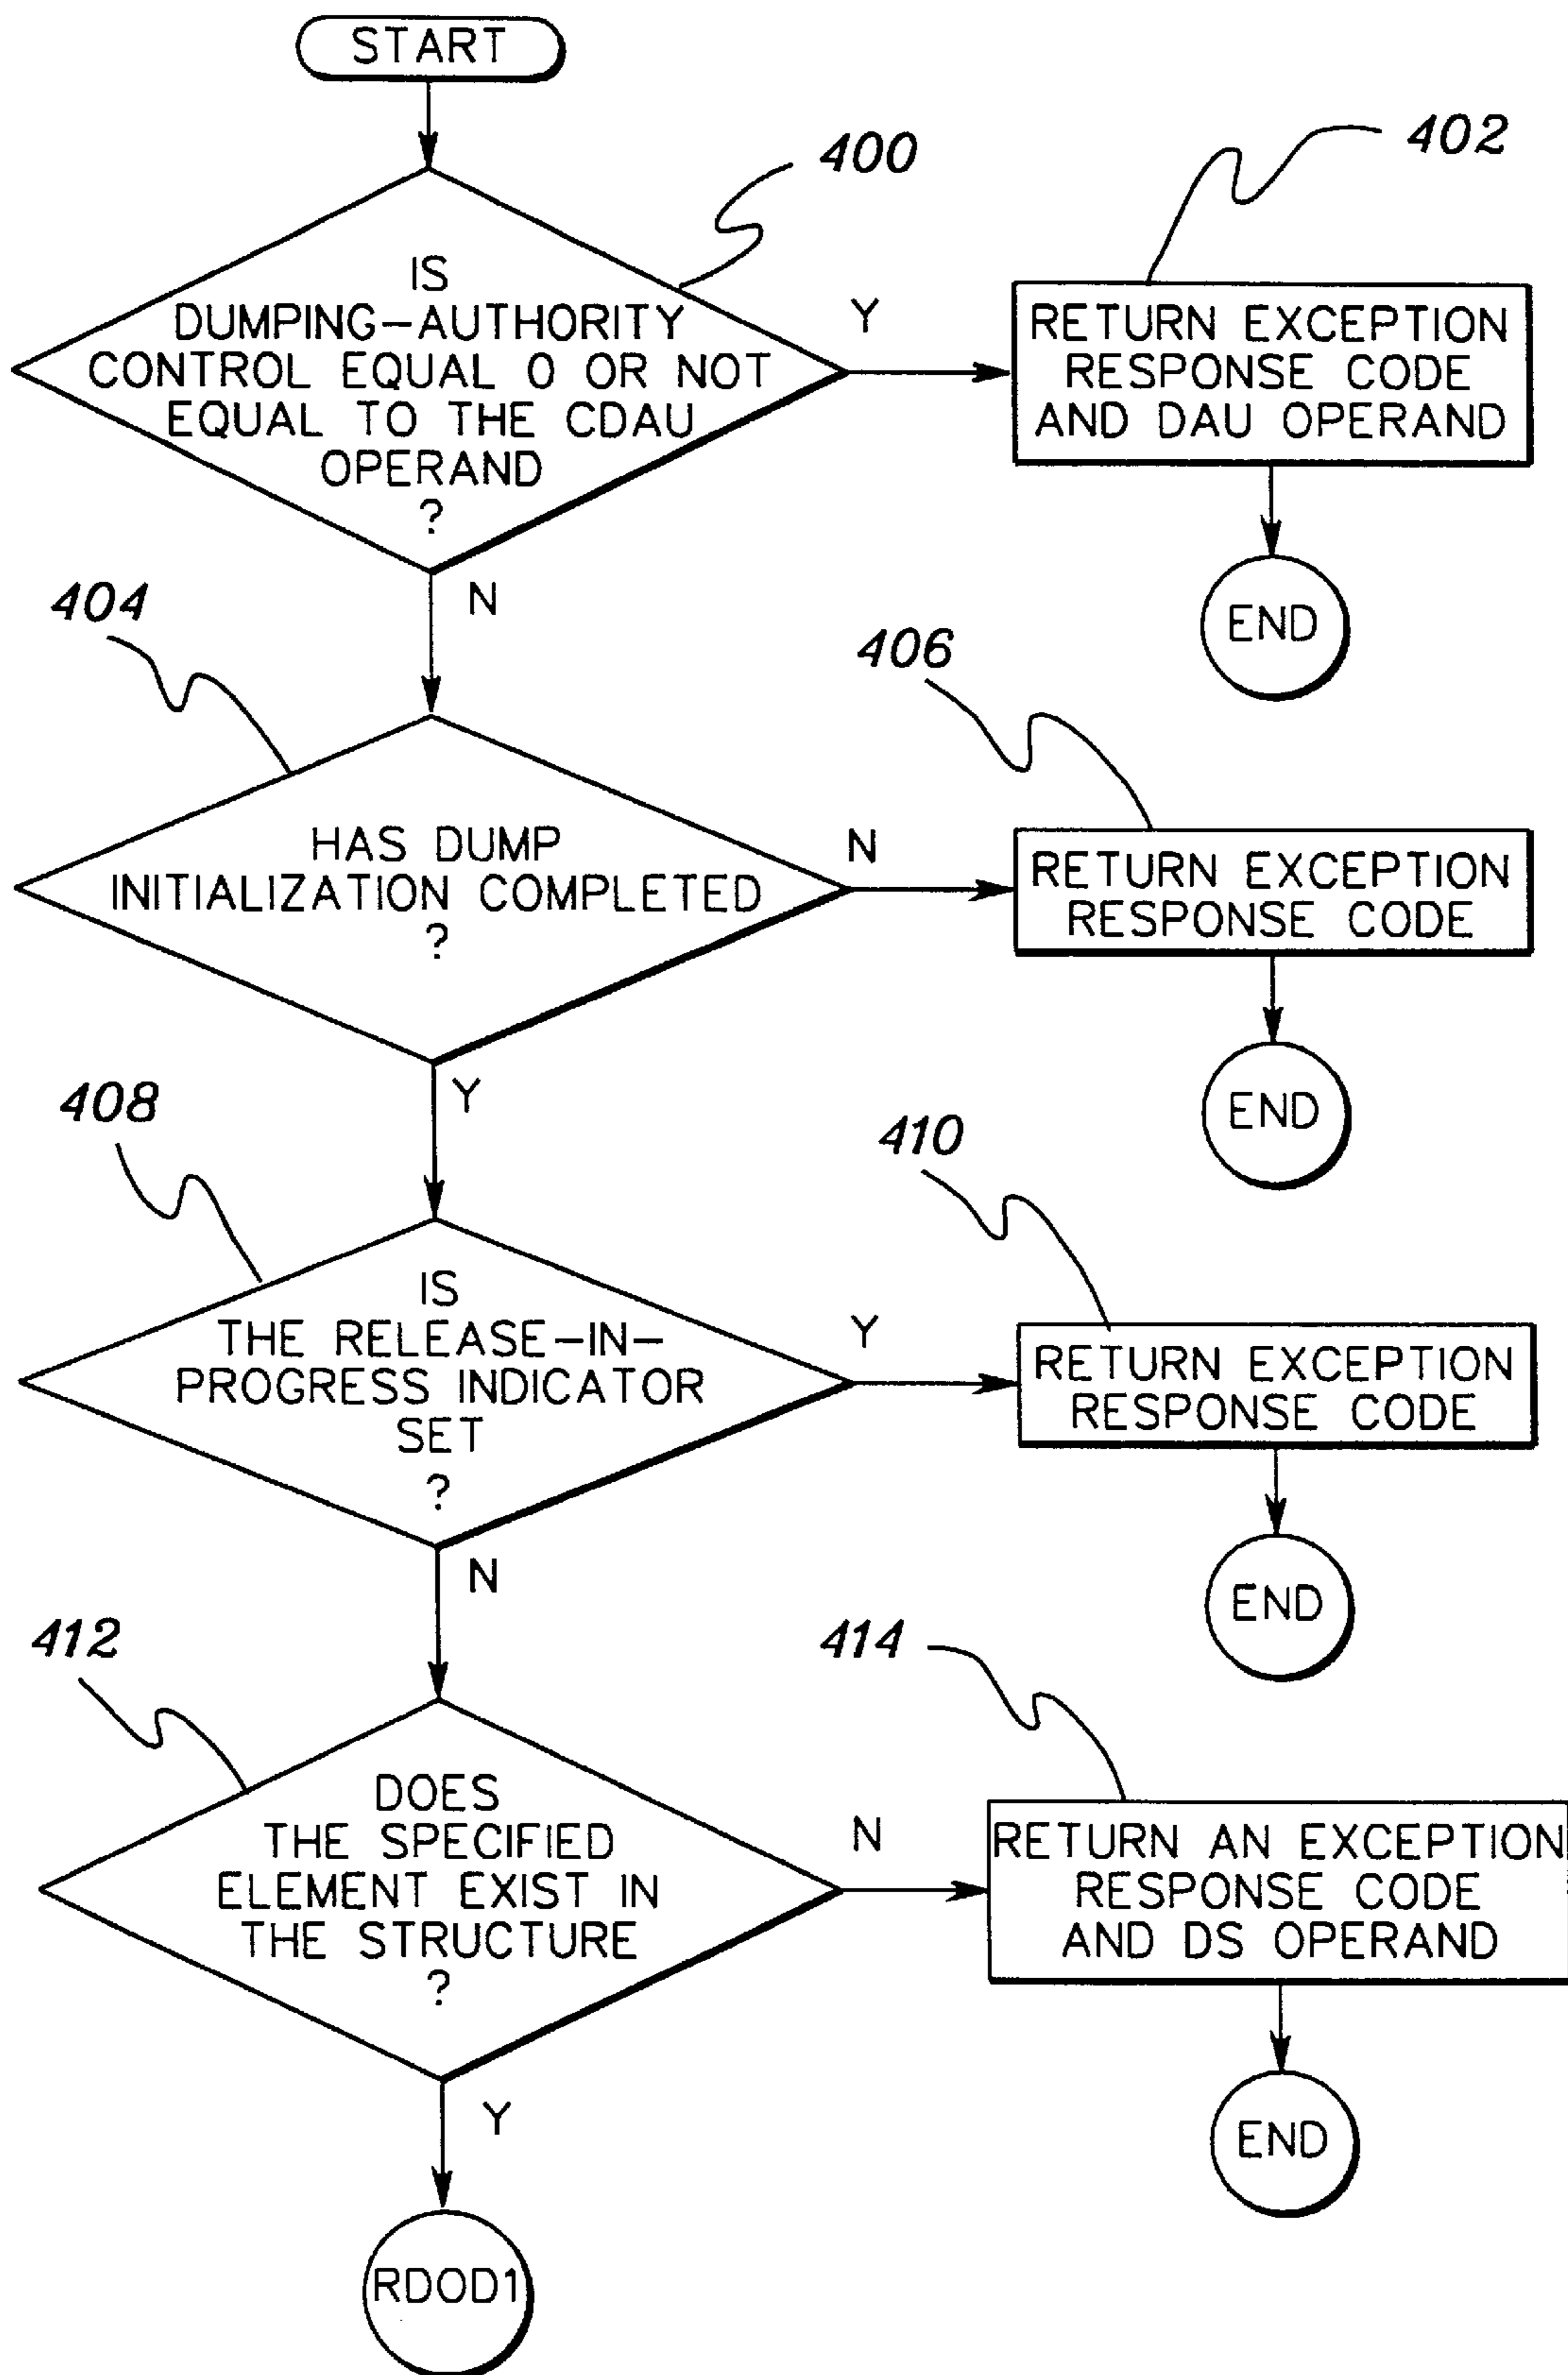 START
400
402
IS
DUMPING-AUTHORITY
CONTROL EQUAL 0 OR NOT
EQUAL TO THE CDAU
OPERAND
?
Y
RETURN EXCEPTION
RESPONSE CODE
AND DAU OPERAND
END
N
404
406
HAS DUMP
INITIALIZATION COMPLETED
?
N
RETURN EXCEPTION
RESPONSE CODE
END
Y
408
410
IS
THE RELEASE-IN-
PROGRESS INDICATOR
SET
?
Y
RETURN EXCEPTION
RESPONSE CODE
END
N
412
414
DOES
THE SPECIFIED
ELEMENT EXIST IN
THE STRUCTURE
?
N
RETURN AN EXCEPTION
RESPONSE CODE
AND DS OPERAND
END
Y
RDOD1